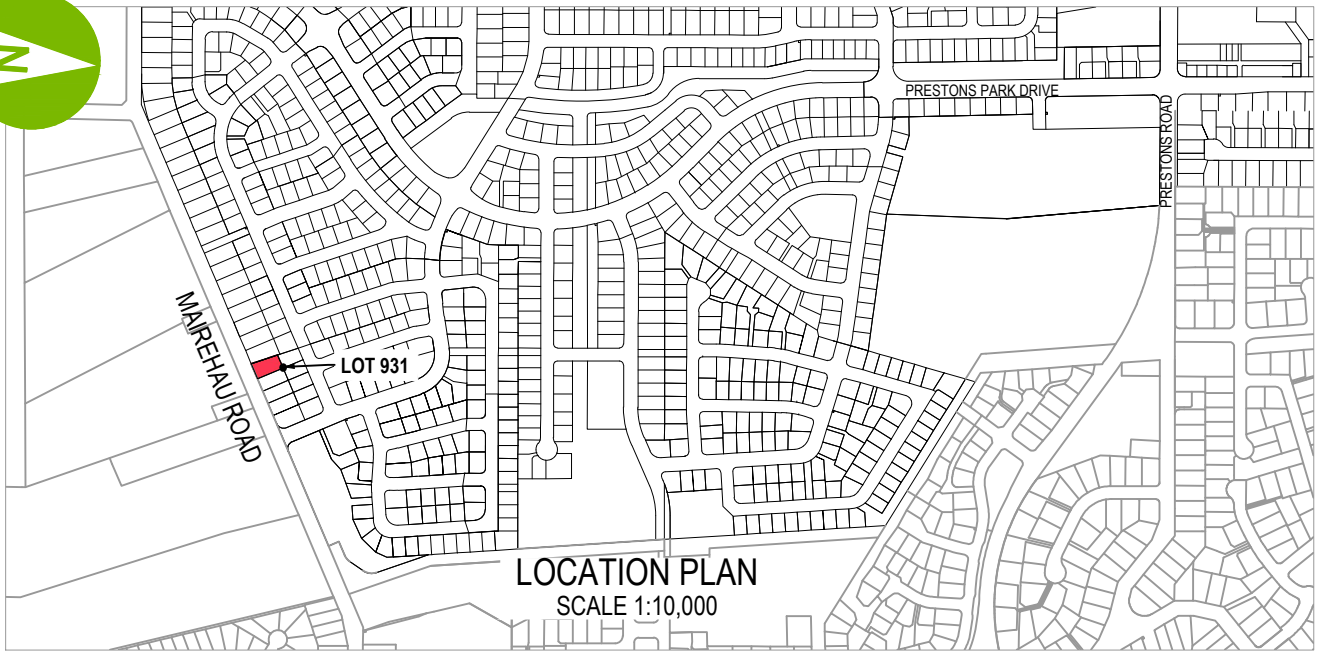 N
PRESTONS PARK DRIVE
PRESTONS ROAD
MAIREHAU ROAD
LOT 931
LOCATION PLAN
SCALE 1:10,000